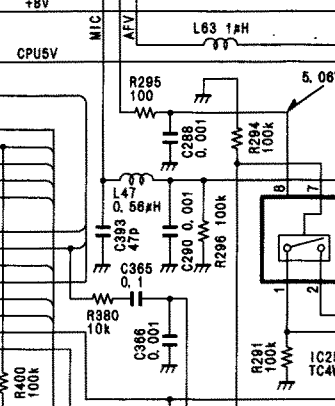 +8V
MIC
AFV
L63 1μH
CPU5V
R295
100
5.06
C288
0.001
R294
100k
L47
0.56μH
8
7
C393
47P
C290 0.001
R296 100k
C365
0.1
R380
10k
C366
0.001
1
2
R291
100k
IC2
TC4
R400
100k